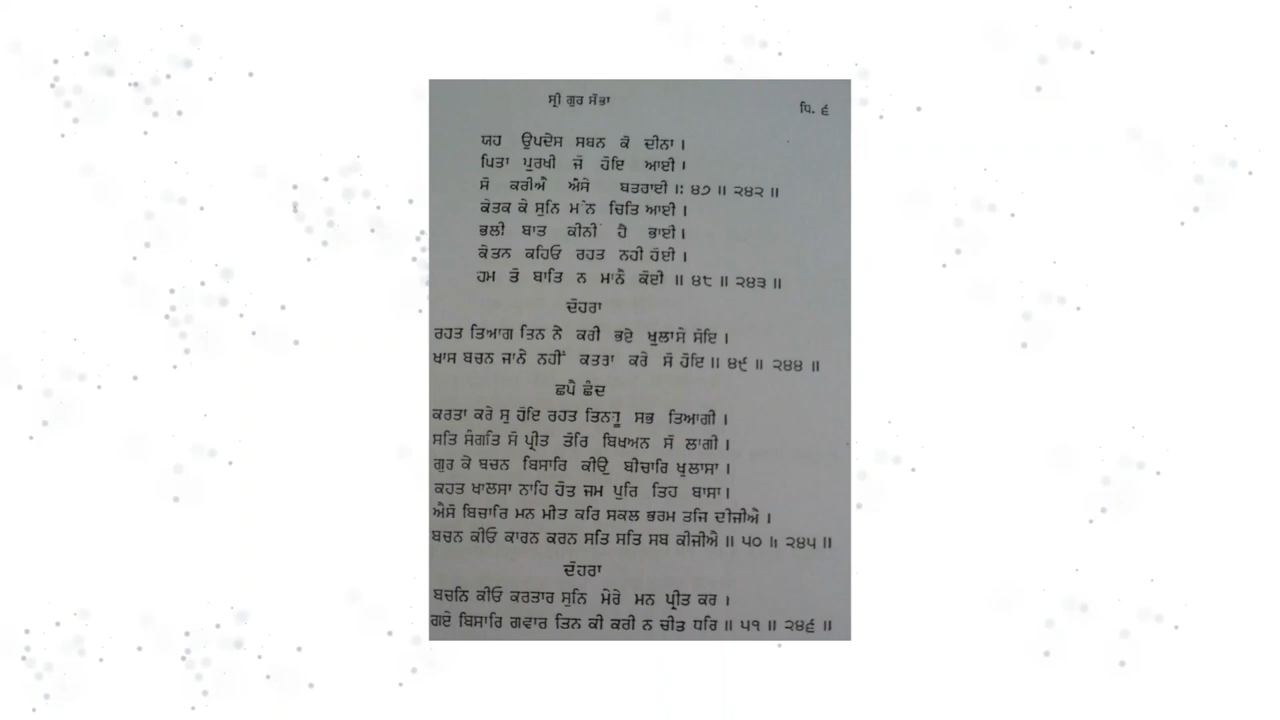 ਸ੍ਰੀ ਗੁਰ ਸੋਭਾ
ਧਿ. ੬
ਯਹ ਉਪਦੇਸ ਸਬਨ ਕੋ ਦੀਨਾ ।
ਪਿਤਾ ਪੁਰਖੀ ਜੋ ਹੋਇ ਆਈ ।
ਸੋ ਕਰੀਐ ਐਸੇ ਬਤਰਾਈ ॥ ੪੭ ॥ ੨੪੨ ॥
ਕੇਤਕ ਕੇ ਸੁਨਿ ਮਨ ਚਿਤਿ ਆਈ ।
ਭਲੀ ਬਾਤ ਕੀਨੀ ਹੈ ਭਾਈ ।
ਕੇਤਨ ਕਹਿਓ ਰਹਤ ਨਹੀ ਹੋਈ ।
ਹਮ ਤੋ ਬਾਤਿ ਨ ਮਾਨੈ ਕੋਈ ॥ ੪੮ ॥ ੨੪੩ ॥
ਦੋਹਰਾ
ਰਹਤ ਤਿਆਗ ਤਿਨ ਨੇ ਕਰੀ ਭਏ ਖੁਲਾਸੇ ਸੋਇ ।
ਖਾਸ ਬਚਨ ਜਾਨੇ ਨਹੀਂ ਕਰਤਾ ਕਰੇ ਸੋ ਹੋਇ ॥ ੪੯ ॥ ੨੪੪ ॥
ਛਪੈ ਛੰਦ
ਕਰਤਾ ਕਰੇ ਸੁ ਹੋਇ ਰਹਤ ਸਭ ਤਿਆਗੀ ।
ਸਤਿ ਸੰਗਤਿ ਸੋ ਪ੍ਰੀਤ ਤੋਰਿ ਬਿਖਅਨ ਸੋ ਲਾਗੀ ।
ਗੁਰ ਕੇ ਬਚਨ ਬਿਸਾਰਿ ਕੀਉ ਬੀਚਾਰਿ ਖੁਲਾਸਾ ।
ਕਹਤ ਖਾਲਸਾ ਨਾਹਿ ਹੋਤ ਜਮ ਪੁਰਿ ਤਿਹ ਬਾਸਾ ।
ਐਸੋ ਬਿਚਾਰਿ ਮਨ ਮੀਤ ਕਰਿ ਸਕਲ ਭਰਮ ਤਜਿ ਦੀਜੀਐ ।
ਬਚਨ ਕੀਓ ਕਾਰਨ ਕਰਨ ਸਤਿ ਸਤਿ ਸਬ ਕੀਜੀਐ ॥ ੫੦ ॥ ੨੪੫ ॥
ਦੋਹਰਾ
ਬਚਨਿ ਕੀਓ ਕਰਤਾਰ ਸੁਨਿ ਮੇਰੇ ਮਨ ਪ੍ਰੀਤ ਕਰ ।
ਗਏ ਬਿਸਾਰਿ ਗਵਾਰ ਤਿਨ ਕੀ ਕਰੀ ਨ ਚੀਤ ਧਰਿ ॥ ੫੧ ॥ ੨੪੬ ॥